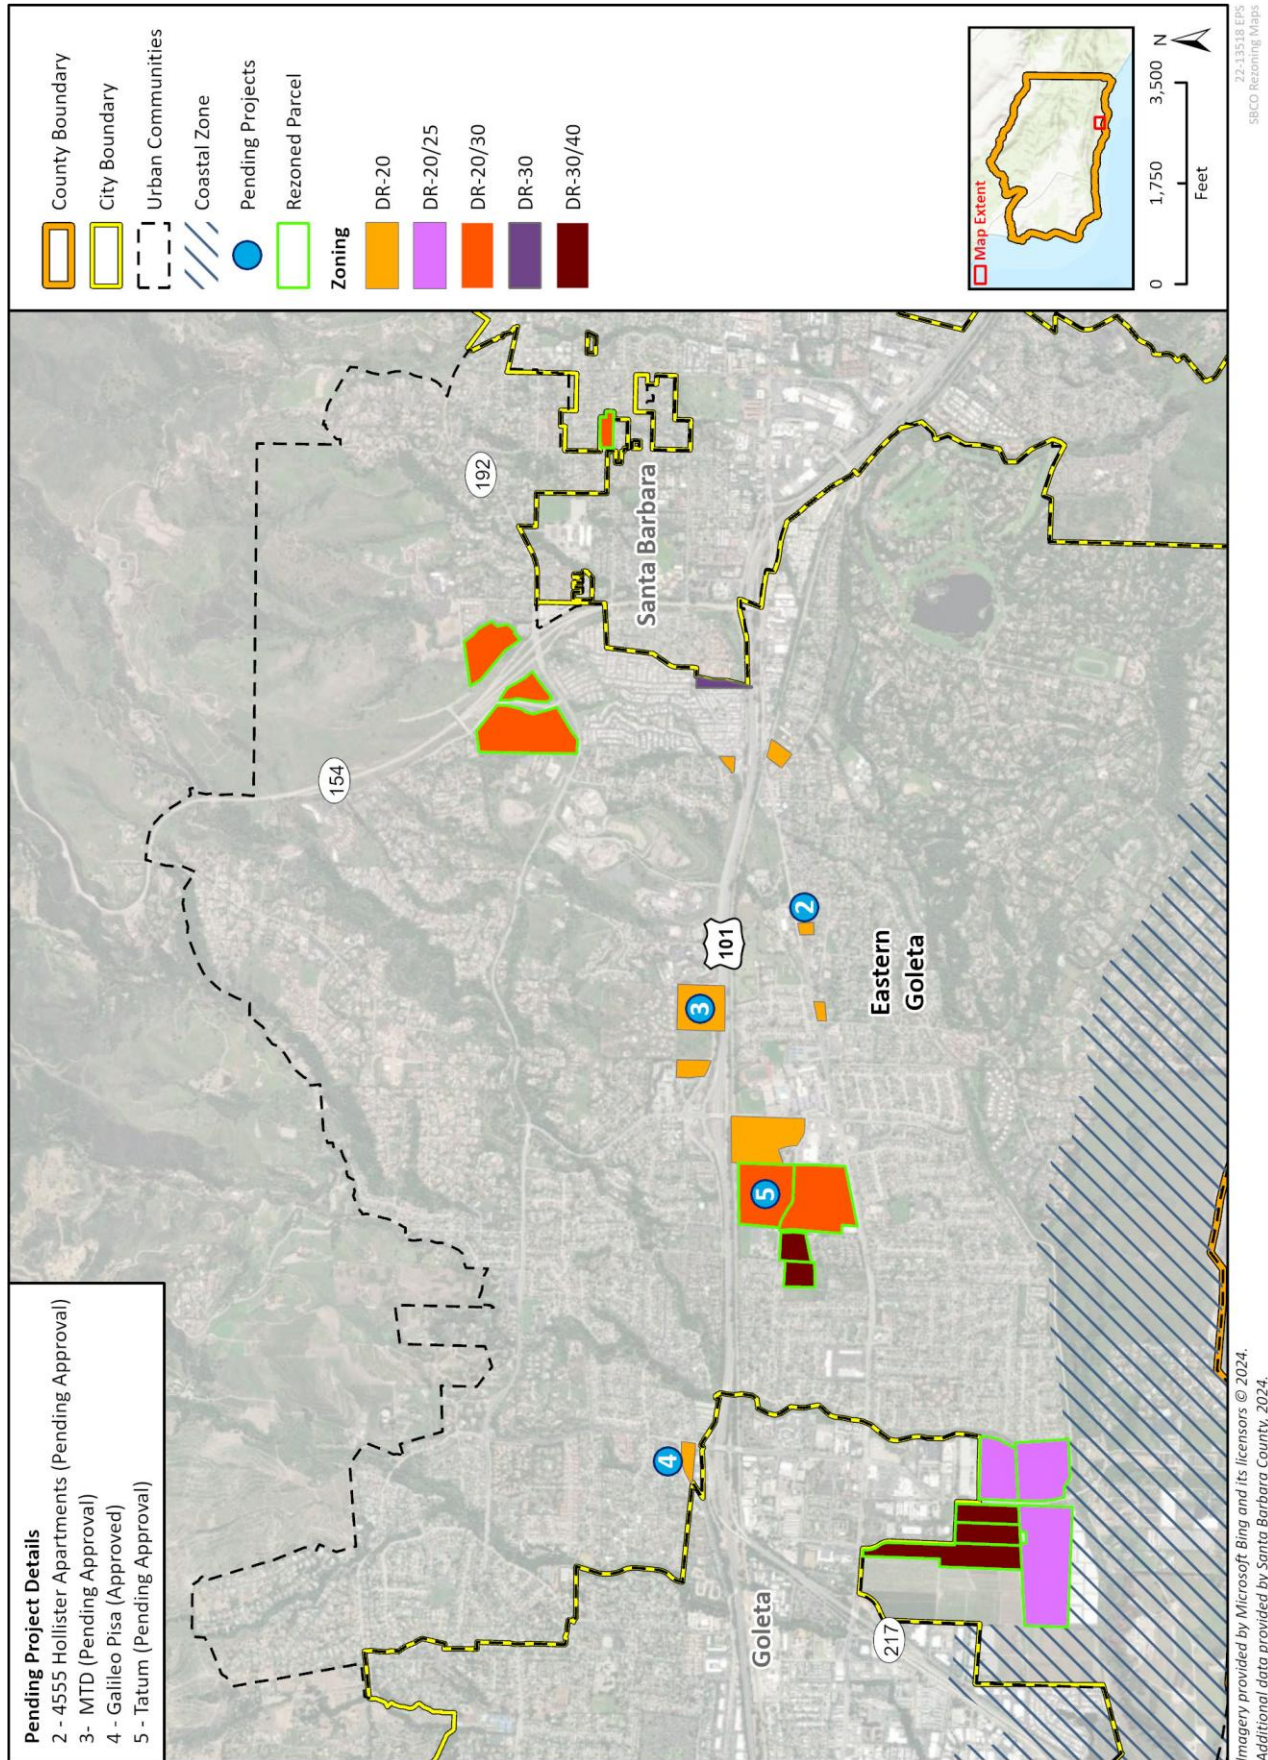 Pending Project Details
2 - 4555 Hollister Apartments (Pending Approval)
3- MTD (Pending Approval)
4 - Galileo Pisa (Approved)
5 - Tatum (Pending Approval)
154
192
Santa Barbara
101
3
2
5
4
Eastern
Goleta
Goleta
217
County Boundary
City Boundary
Urban Communities
Coastal Zone
Pending Projects
Rezoned Parcel
Zoning
DR-20
DR-20/25
DR-20/30
DR-30
DR-30/40
Map Extent
0 1,750 3,500 N
Feet
magery provided by Microsoft Bing and its licensors © 2024.
Additional data provided by Santa Barbara County, 2024.
22-13518 EPS
SBCO Rezoning Maps